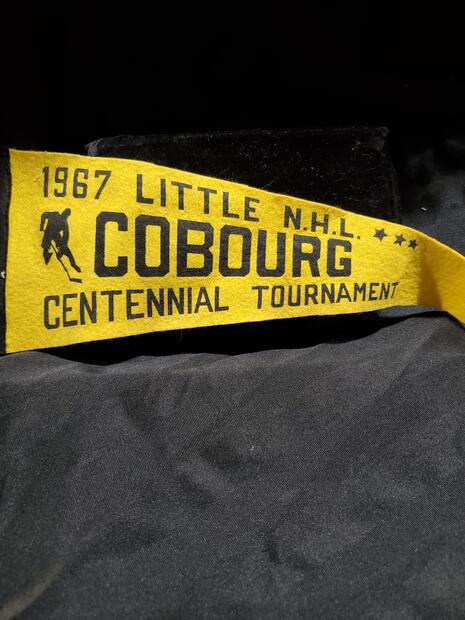 1967 LITTLE N.H.L.
COBOURG
CENTENNIAL TOURNAMENT